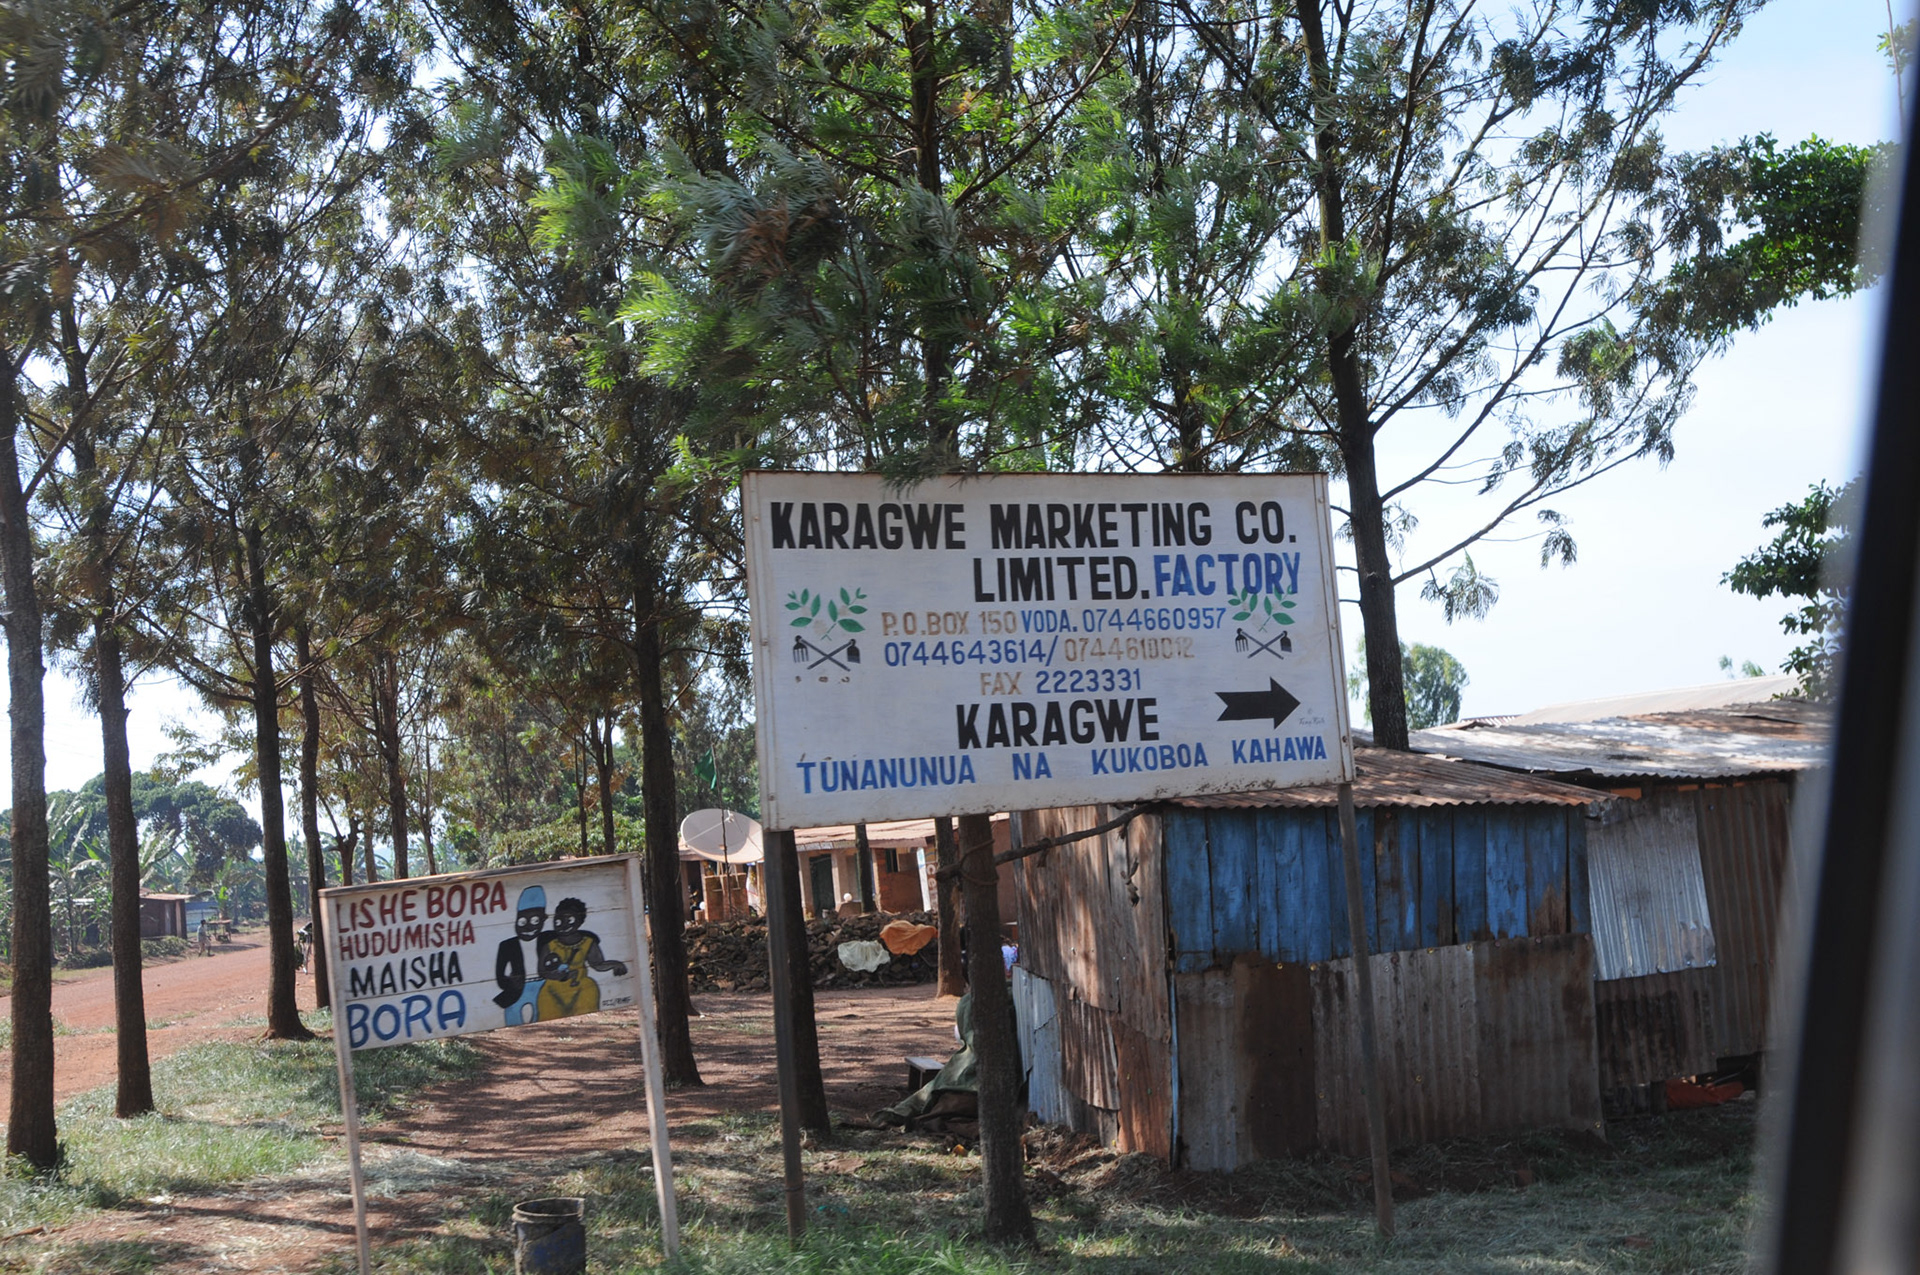 KARAGWE MARKETING CO.
LIMITED. FACTORY
P.O.BOX 150 VODA. 0744660957
0744643614/ 0744610012
FAX 2223331
KARAGWE
TUNANUNUA NA KUKOBOA KAHAWA
LISHE BORA
HUDUMISHA
MAISHA
BORA